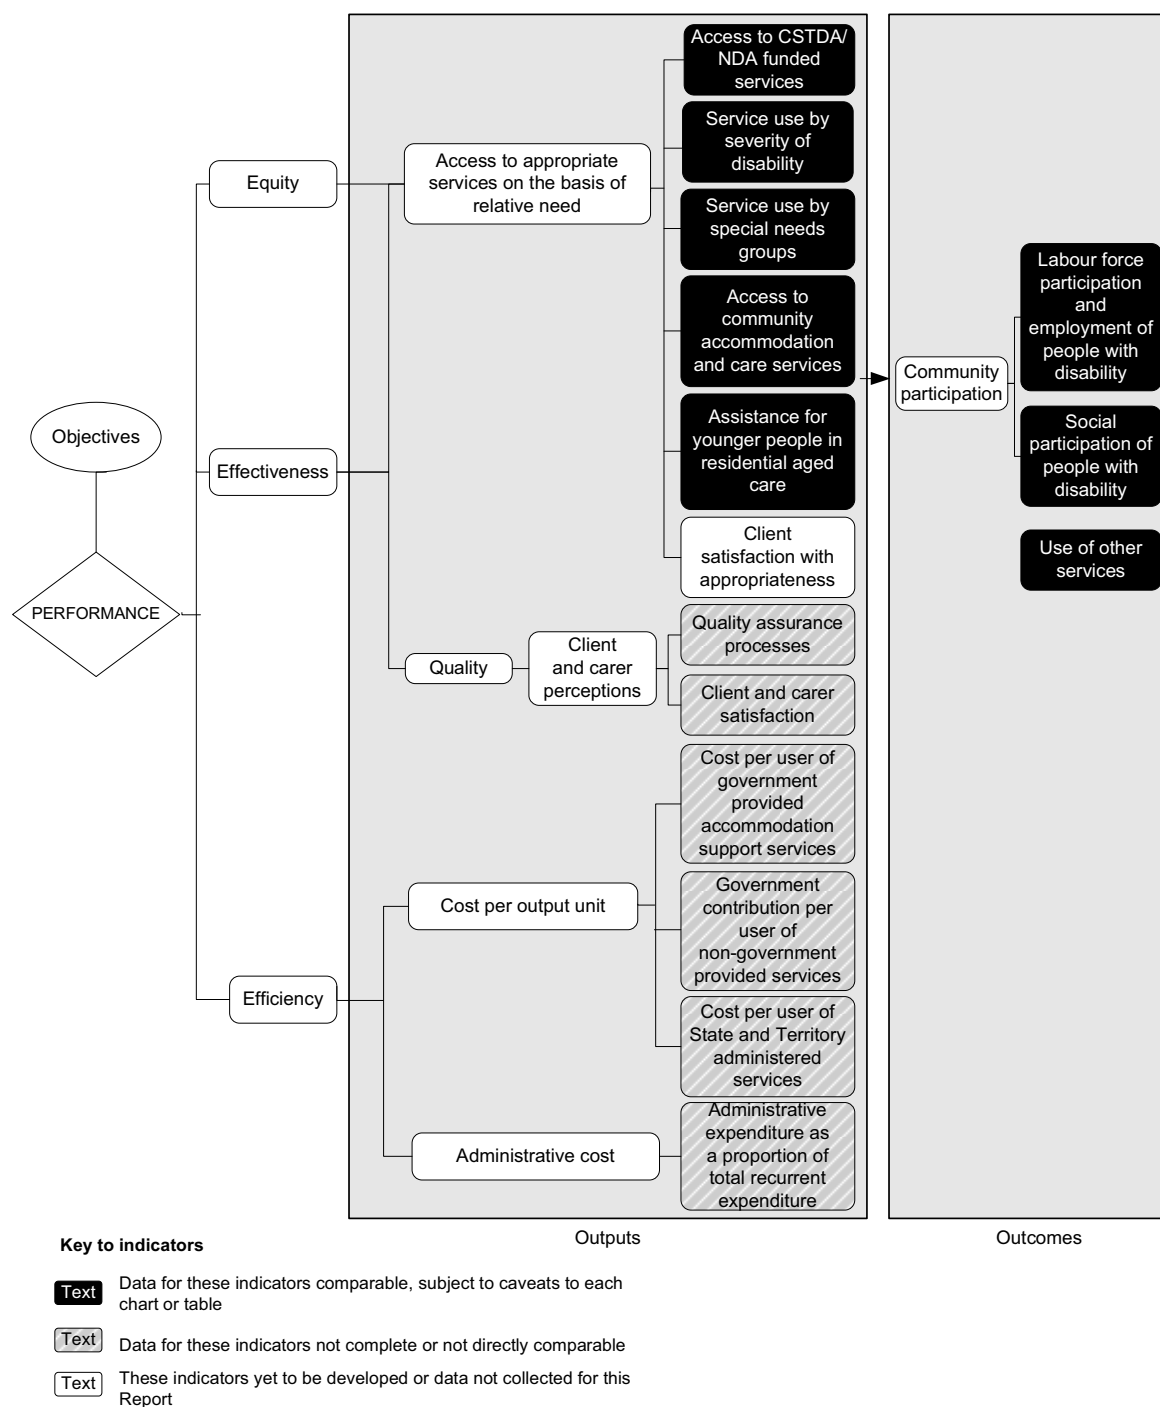 Objectives
PERFORMANCE
Equity
Effectiveness
Efficiency
Access to appropriate
services on the basis of
relative need
Quality
Client
and carer
perceptions
Cost per output unit
Administrative cost
Access to CSTDA/
NDA funded
services
Service use by
severity of
disability
Service use by
special needs
groups
Access to
community
accommodation
and care services
Assistance for
younger people in
residential aged
care
Client
satisfaction with
appropriateness
Quality assurance
processes
Client and carer
satisfaction
Cost per user of
government
provided
accommodation
support services
Government
contribution per
user of
non-government
provided services
Cost per user of
State and Territory
administered
services
Administrative
expenditure as
a proportion of
total recurrent
expenditure
Outputs
Community
participation
Labour force
participation
and
employment of
people with
disability
Social
participation of
people with
disability
Use of other
services
Outcomes
Key to indicators
Text
Data for these indicators comparable, subject to caveats to each
chart or table
Text
Data for these indicators not complete or not directly comparable
Text
These indicators yet to be developed or data not collected for this
Report